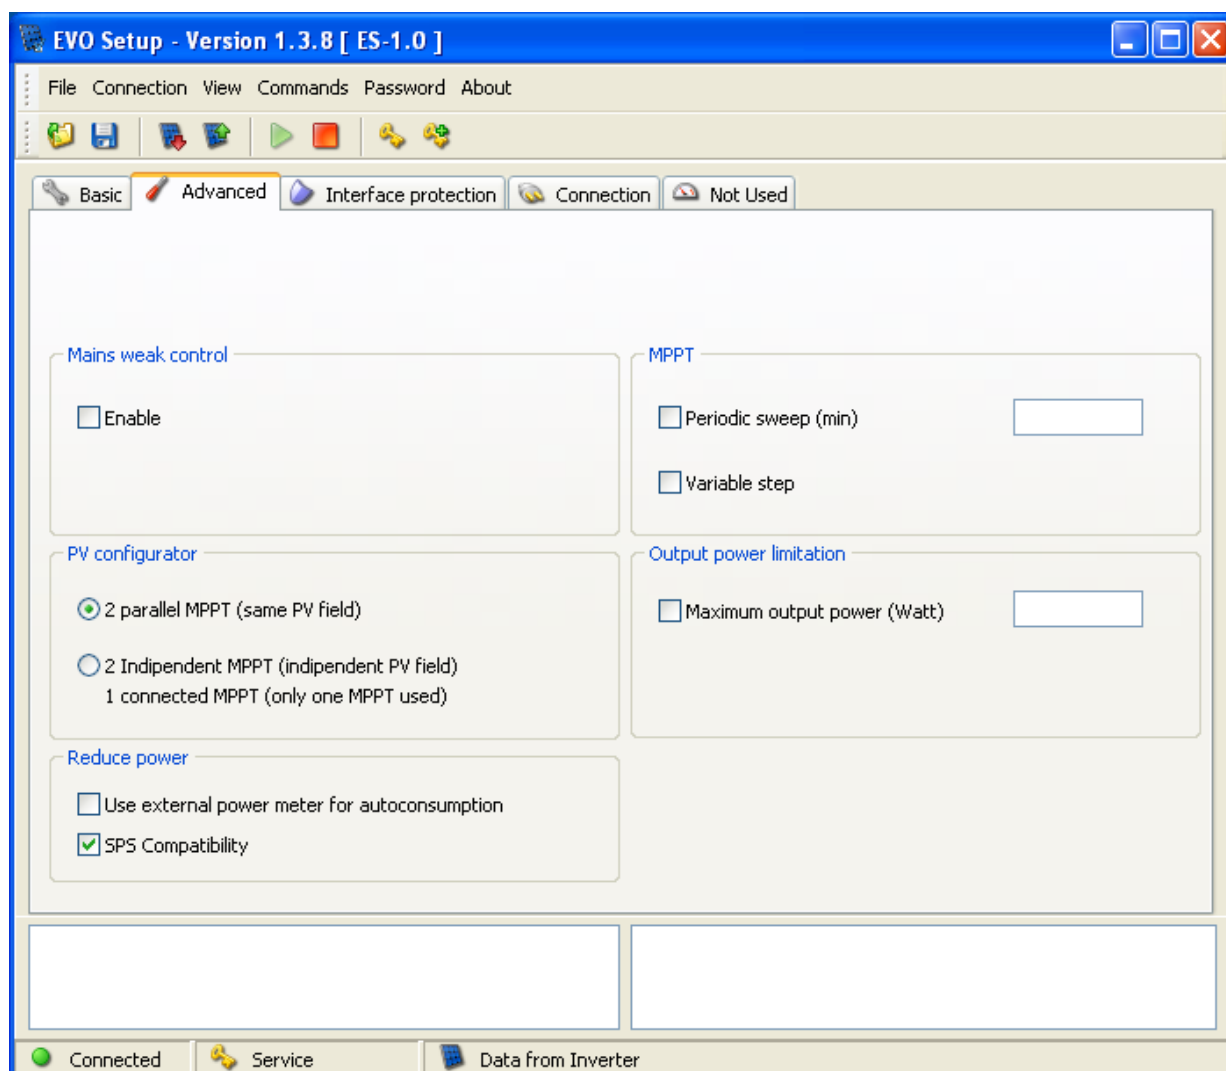 EVO Setup - Version 1.3.8 [ ES-1.0 ]
File Connection View Commands Password About
Basic Advanced Interface protection Connection Not Used
Mains weak control
Enable
MPPT
Periodic sweep (min)
Variable step
PV configurator
2 parallel MPPT (same PV field)
2 Indipendent MPPT (indipendent PV field)
1 connected MPPT (only one MPPT used)
Output power limitation
Maximum output power (Watt)
Reduce power
Use external power meter for autoconsumption
SPS Compatibility
Connected Service Data from Inverter